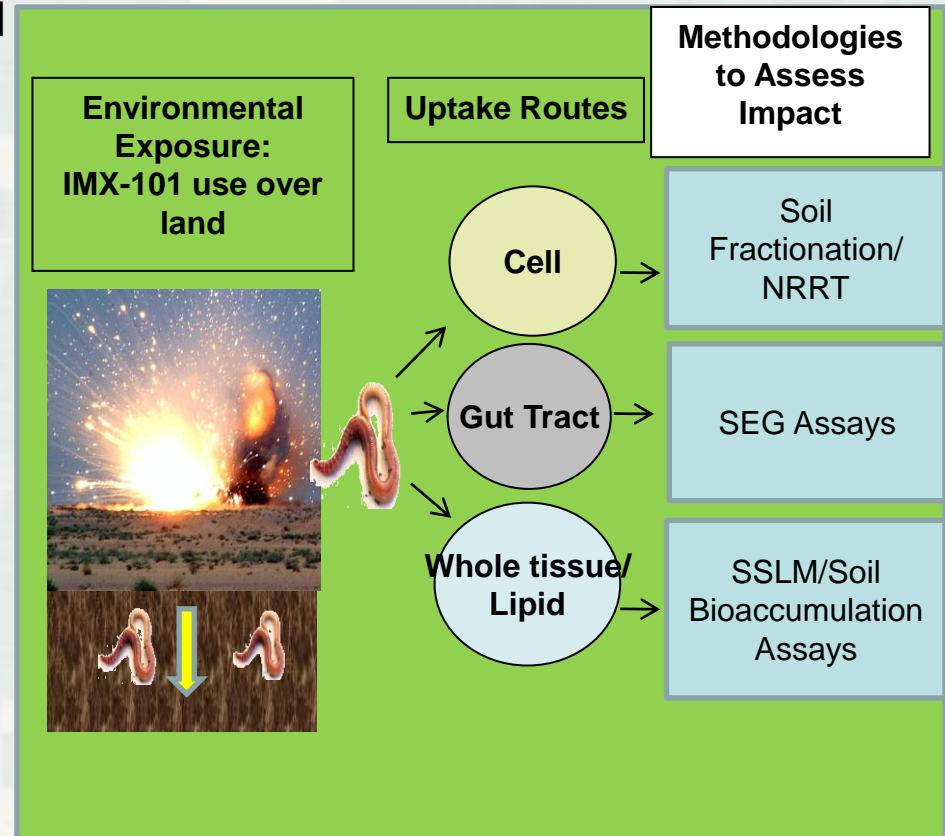 Environmental
Exposure:
IMX-101 use over
land
Uptake Routes
Methodologies
to Assess
Impact
Cell
Soil
Fractionation/
NRRT
Gut Tract
SEG Assays
Whole tissue/
Lipid
SSLM/Soil
Bioaccumulation
Assays